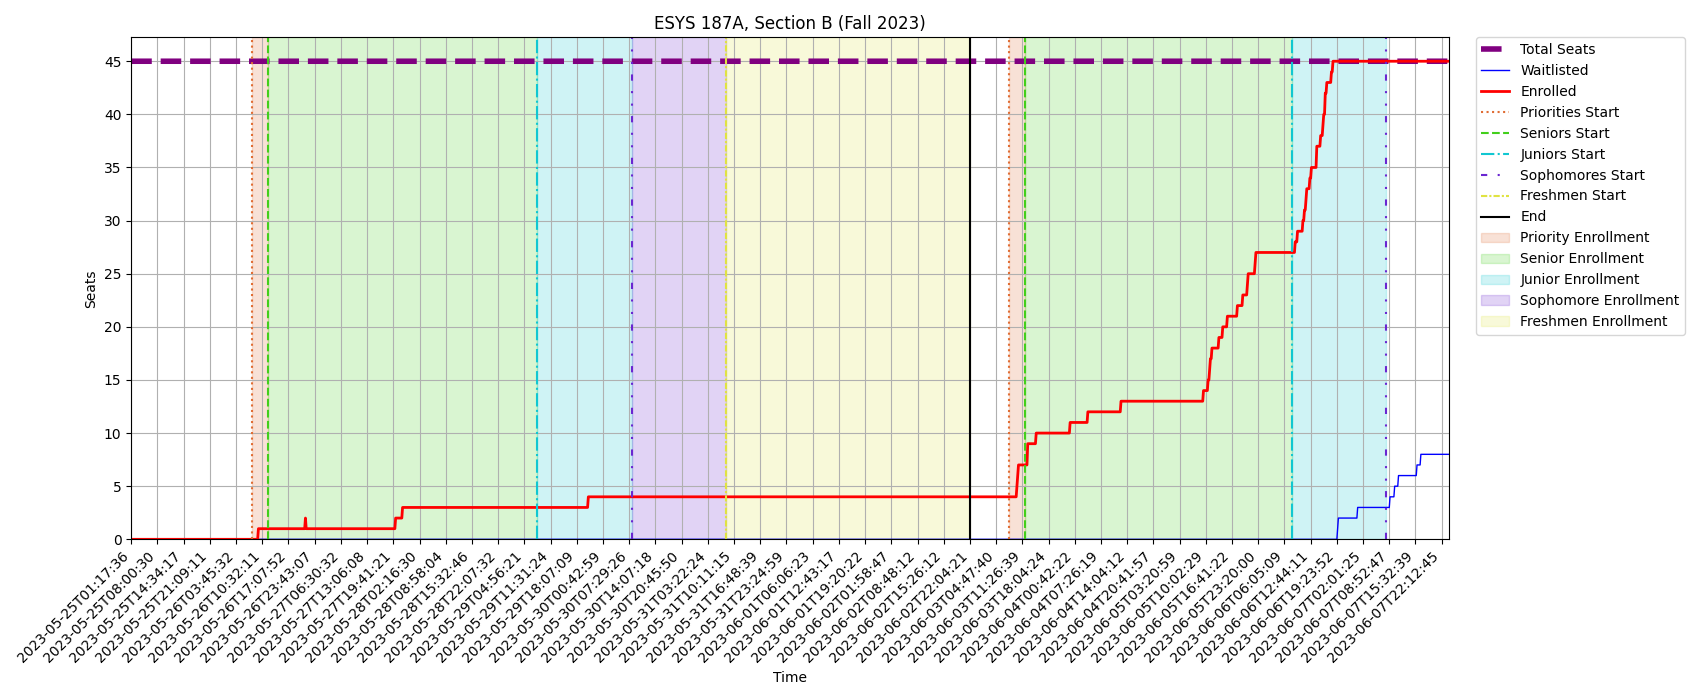 ESYS 187A, Section B (Fall 2023)
Seats
45
40
35
30
25
20
15
10
5
0
2023-05-25T01:17:36
2023-05-25T08:00:30
2023-05-25T14:34:17
2023-05-25T21:09:11
2023-05-26T03:45:32
2023-05-26T10:32:11
2023-05-26T17:07:52
2023-05-26T23:43:07
2023-05-27T06:30:32
2023-05-27T13:06:08
2023-05-27T19:41:21
2023-05-28T02:16:30
2023-05-28T08:58:04
2023-05-28T15:32:46
2023-05-28T22:07:32
2023-05-29T04:56:21
2023-05-29T11:31:24
2023-05-29T18:07:09
2023-05-30T00:42:59
2023-05-30T07:29:26
2023-05-30T14:07:18
2023-05-30T20:45:50
2023-05-31T03:22:24
2023-05-31T10:11:15
2023-05-31T16:48:39
2023-05-31T23:24:59
2023-06-01T06:06:23
2023-06-01T12:43:17
2023-06-01T19:20:22
2023-06-02T01:58:47
2023-06-02T08:48:12
2023-06-02T15:26:12
2023-06-02T22:04:21
2023-06-03T04:47:40
2023-06-03T11:26:39
2023-06-03T18:04:24
2023-06-04T00:42:22
2023-06-04T07:26:19
2023-06-04T14:04:12
2023-06-04T20:41:57
2023-06-05T03:20:59
2023-06-05T10:02:29
2023-06-05T16:41:22
2023-06-05T23:20:00
2023-06-06T06:05:09
2023-06-06T12:44:11
2023-06-06T19:23:52
2023-06-07T02:01:25
2023-06-07T08:52:47
2023-06-07T15:32:39
2023-06-07T22:12:45
Time
Total Seats
Waitlisted
Enrolled
Priorities Start
Seniors Start
Juniors Start
Sophomores Start
Freshmen Start
End
Priority Enrollment
Senior Enrollment
Junior Enrollment
Sophomore Enrollment
Freshmen Enrollment